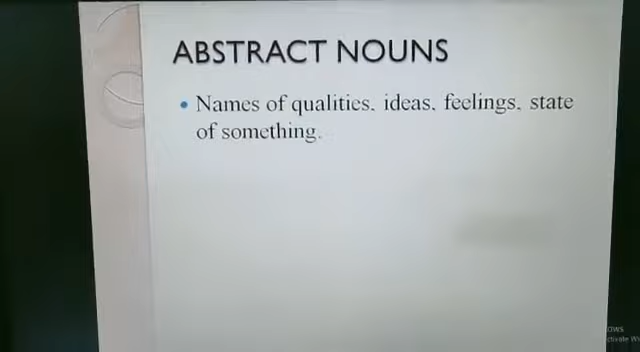 ABSTRACT NOUNS
• Names of qualities, ideas, feelings, state
of something.